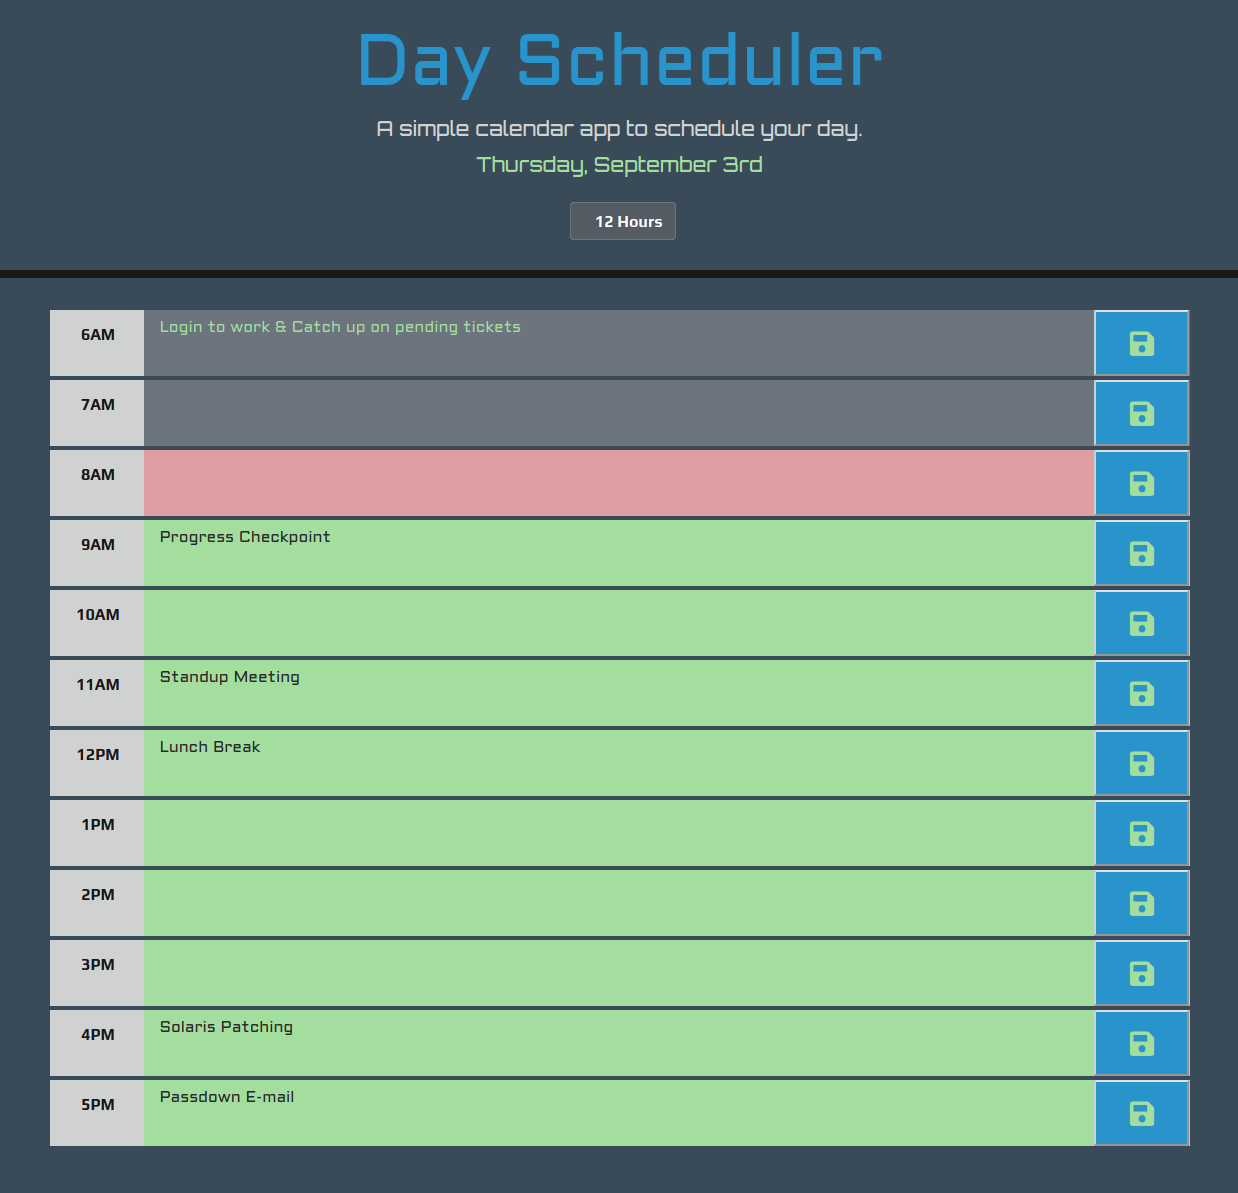 Day Scheduler
A simple calendar app to schedule your day.
Thursday, September 3rd
12 Hours
6AM Login to work & Catch up on pending tickets
7AM
8AM
9AM Progress Checkpoint
10AM
11AM Standup Meeting
12PM Lunch Break
1PM
2PM
3PM
4PM Solaris Patching
5PM Passdown E-mail